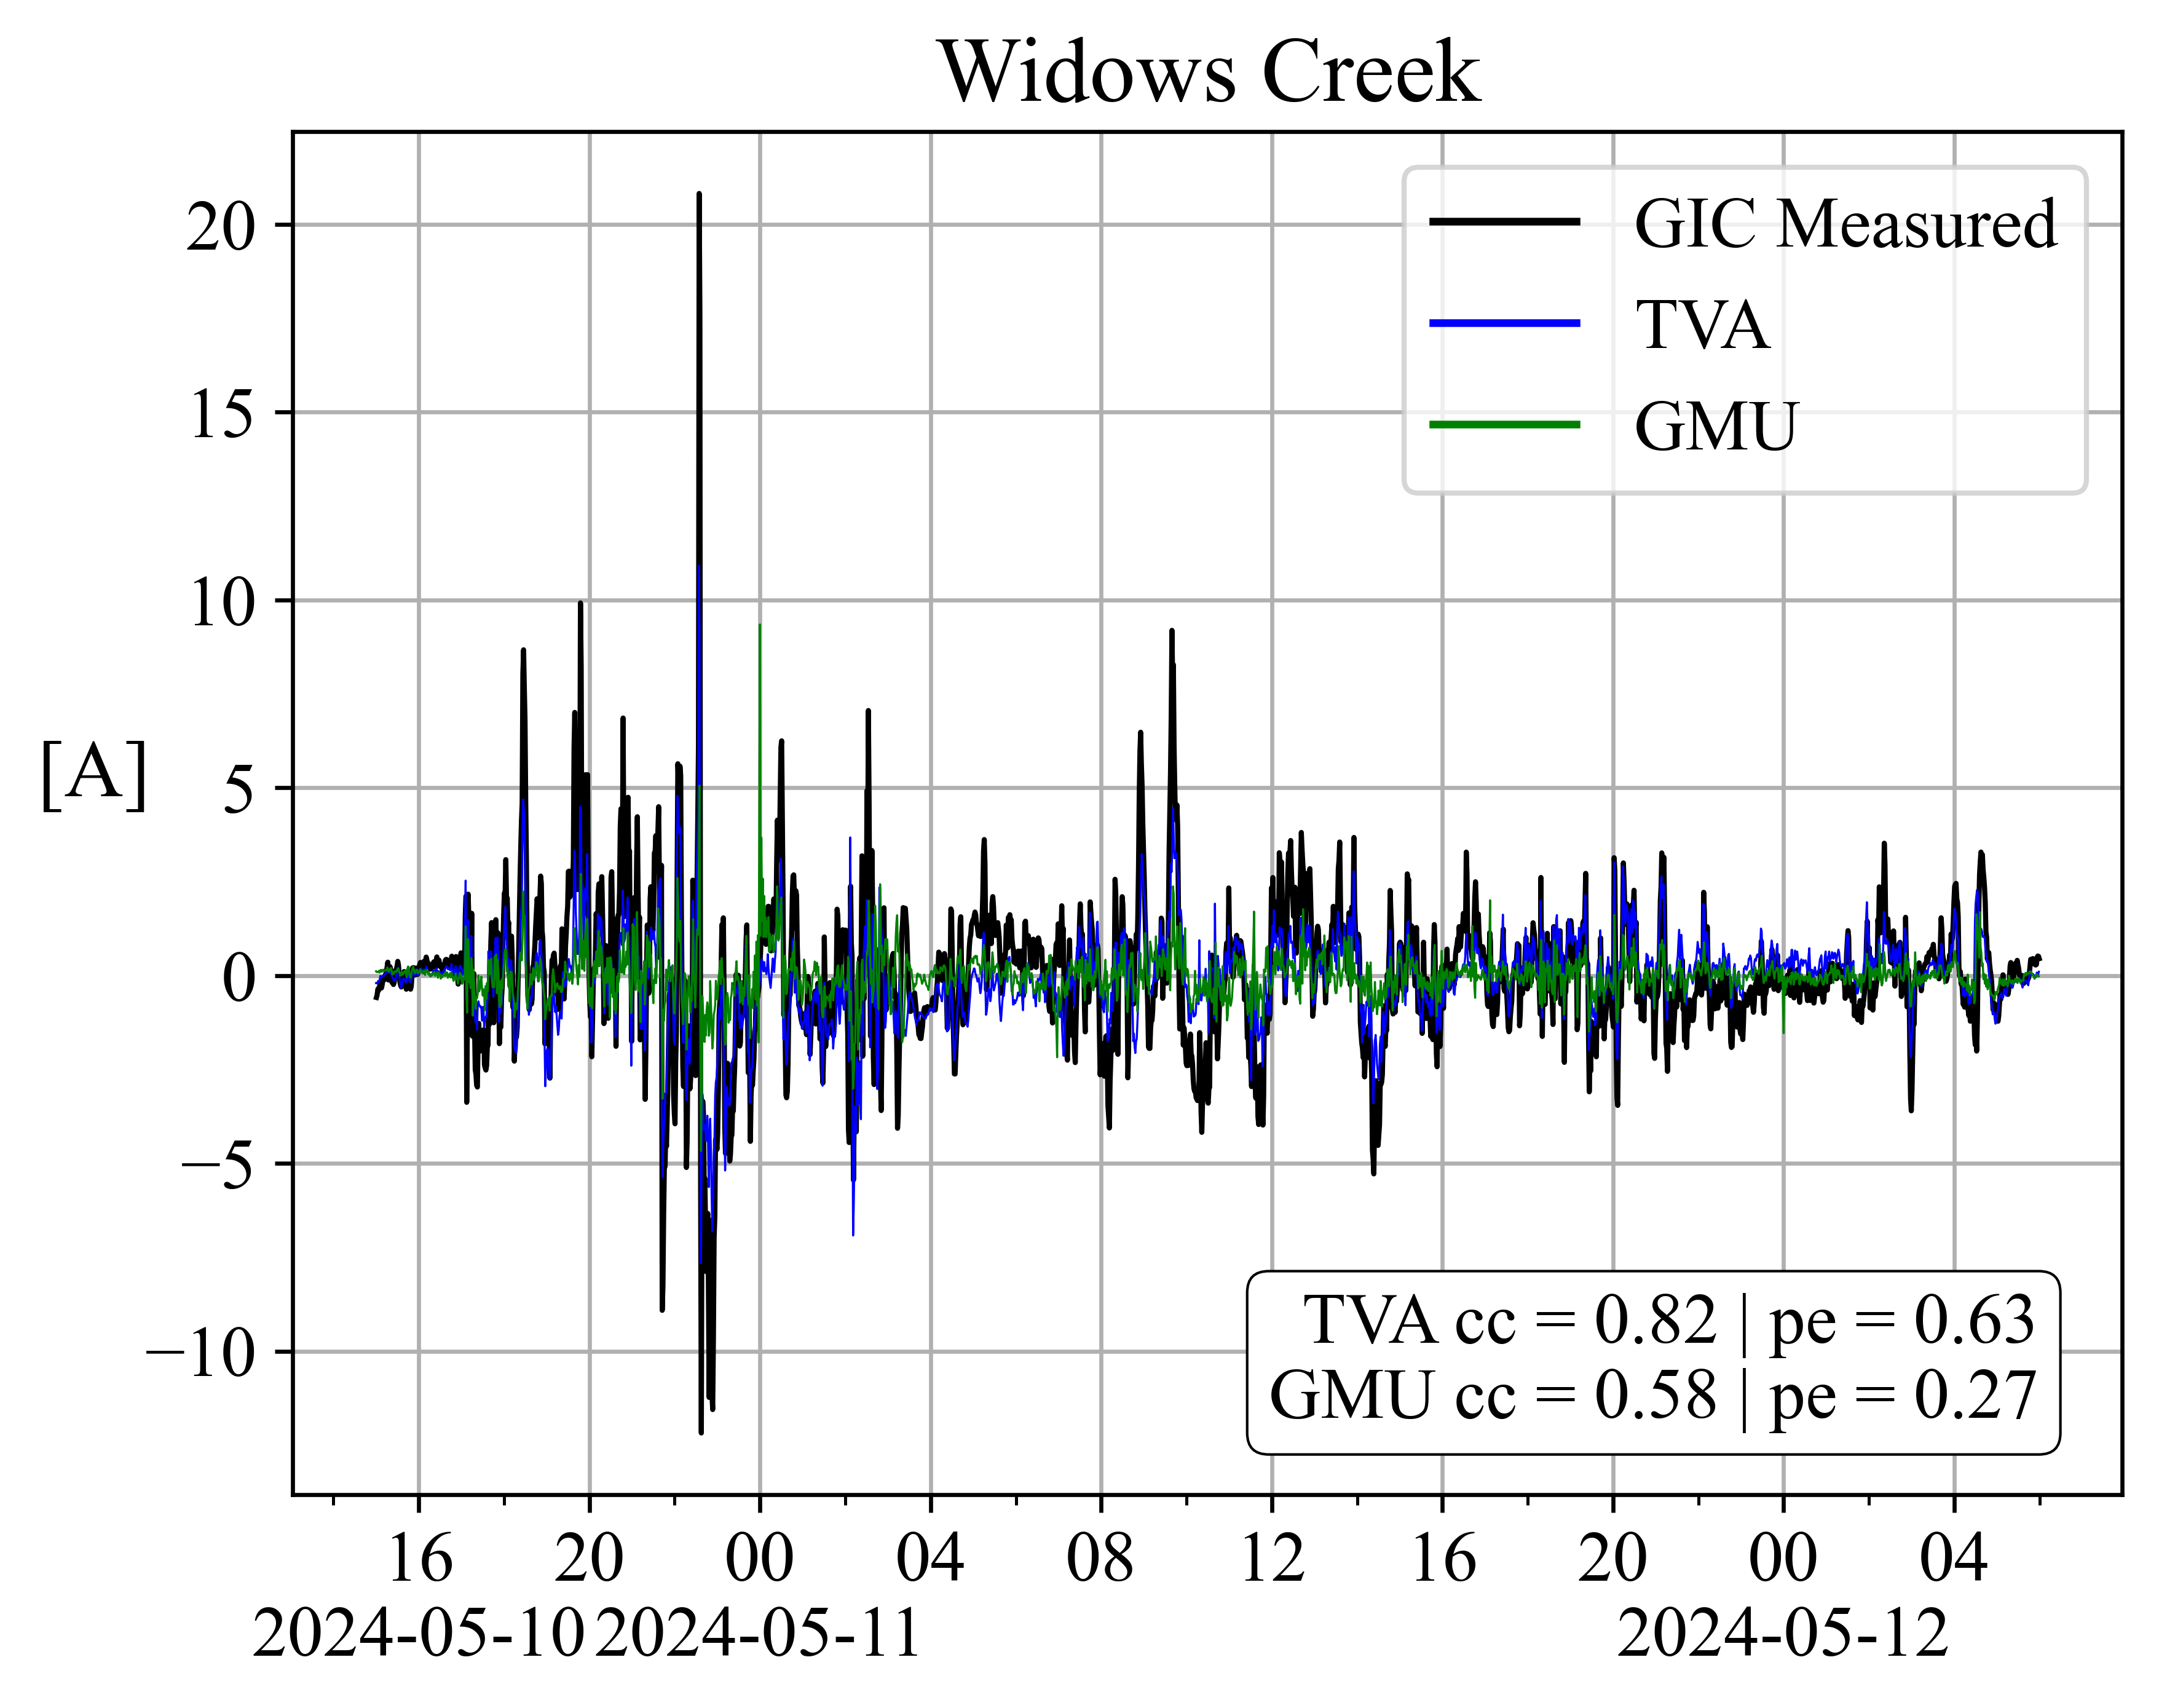 Widows Creek
GIC Measured
TVA
GMU
20
15
10
5
0
−5
−10
[A]
TVA cc = 0.82 | pe = 0.63
GMU cc = 0.58 | pe = 0.27
16 20 00 04 08 12 16 20 00 04
2024-05-10 2024-05-11 2024-05-12